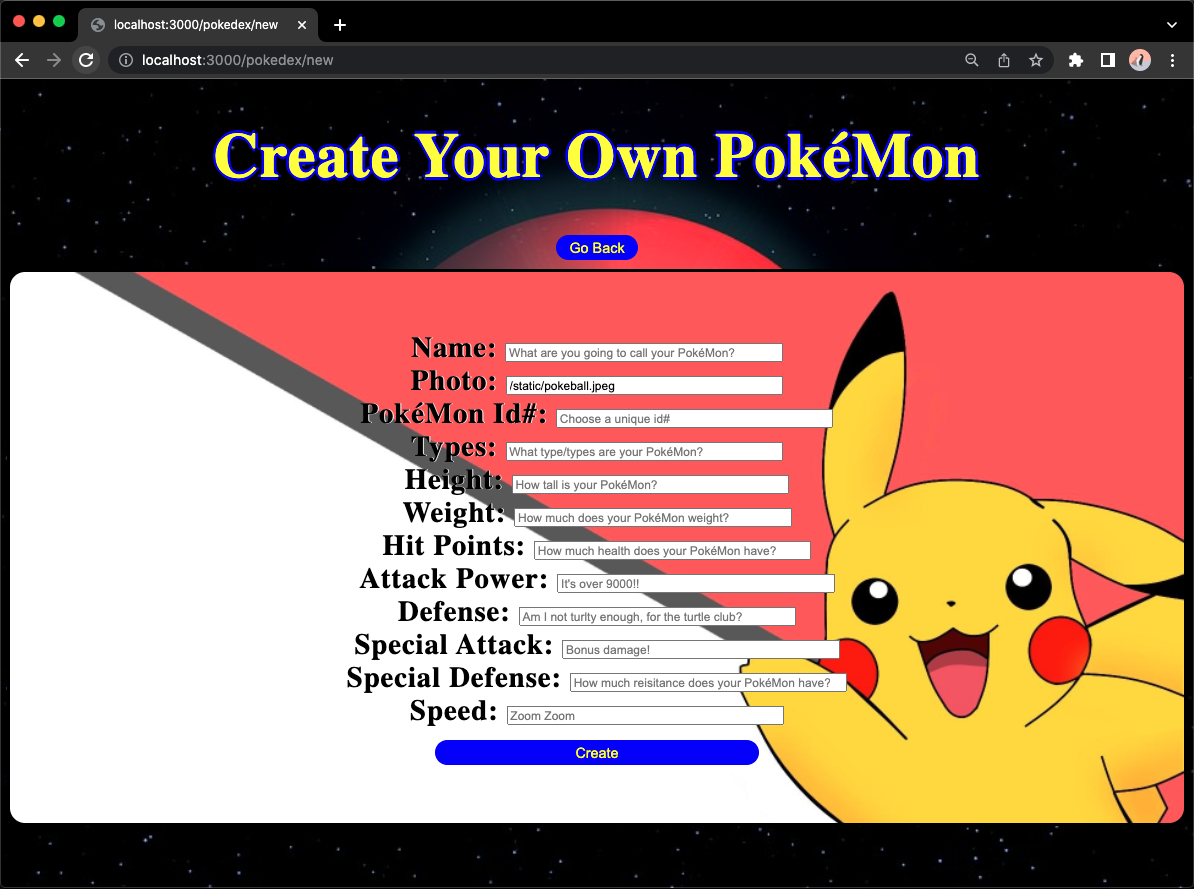 localhost:3000/pokedex/new
localhost:3000/pokedex/new
Create Your Own PokéMon
Go Back
Name: What are you going to call your PokéMon?
Photo: /static/pokeball.jpeg
PokéMon Id#: Choose a unique id#
Types: What type/types are your PokéMon?
Height: How tall is your PokéMon?
Weight: How much does your PokéMon weight?
Hit Points: How much health does your PokéMon have?
Attack Power: It's over 9000!!
Defense: Am I not turlty enough, for the turtle club?
Special Attack: Bonus damage!
Special Defense: How much reisitance does your PokéMon have?
Speed: Zoom Zoom
Create